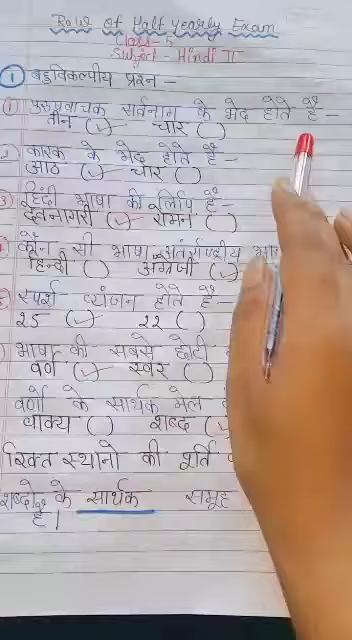 Role of Half yearly Exam
Class- 5
Subject- Hindi II
① बहुविकल्पीय प्रश्न –
① पुरुषवाचक सर्वनाम के भेद होते है –
तीन (✓) चार ( )
2 कारक के भेद होते है –
आठ (✓) चार ( )
③ हिंदी भाषा की लिपि है –
देवनागरी (✓) रोमन ( )
कौन सी भाषा अंतर्राष्ट्रीय
हिन्दी ( ) अंग्रेजी (✓)
स्पर्श व्यंजन होते है –
25 (✓) 22 ( )
भाषा की सबसे छोटी
वर्ण (✓) स्वर ( )
वर्णो के सार्थक मेल
वाक्य ( ) शब्द (✓
रिक्त स्थानो की पूर्ति
शब्दो के सार्थक समूह
है।